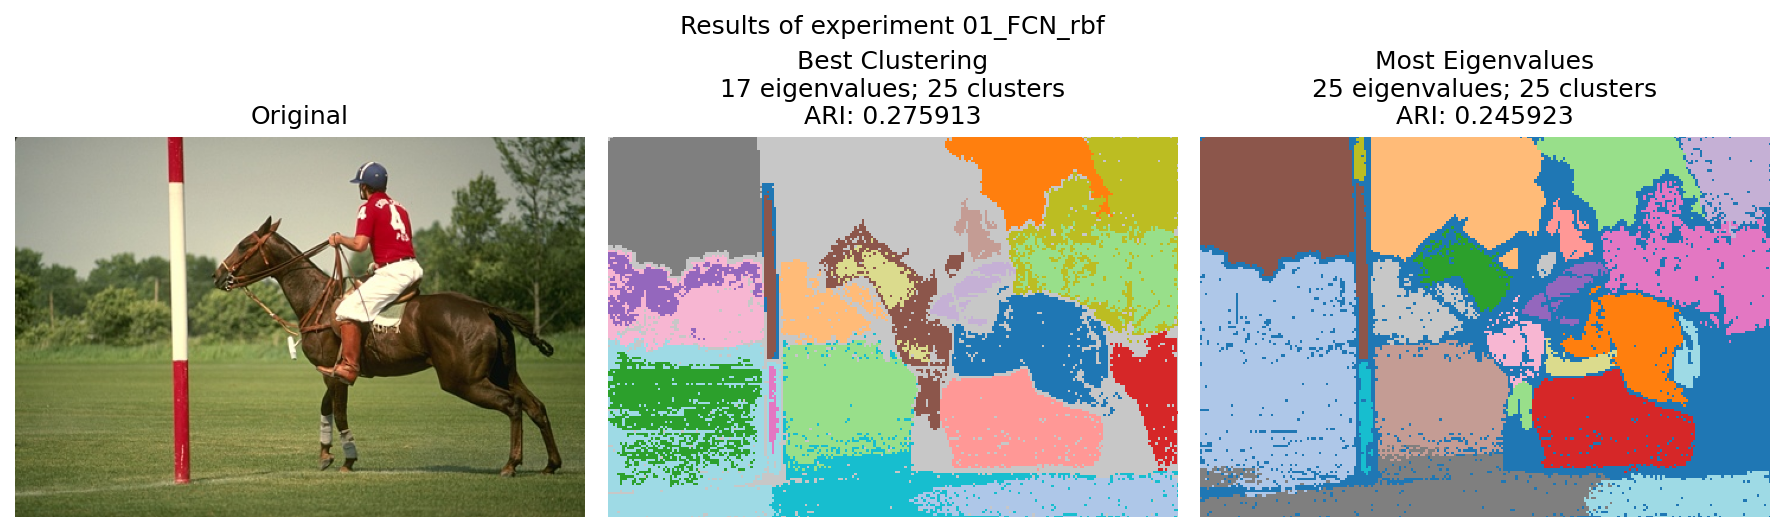 Results of experiment 01_FCN_rbf
Original
Best Clustering
17 eigenvalues; 25 clusters
ARI: 0.275913
Most Eigenvalues
25 eigenvalues; 25 clusters
ARI: 0.245923
4